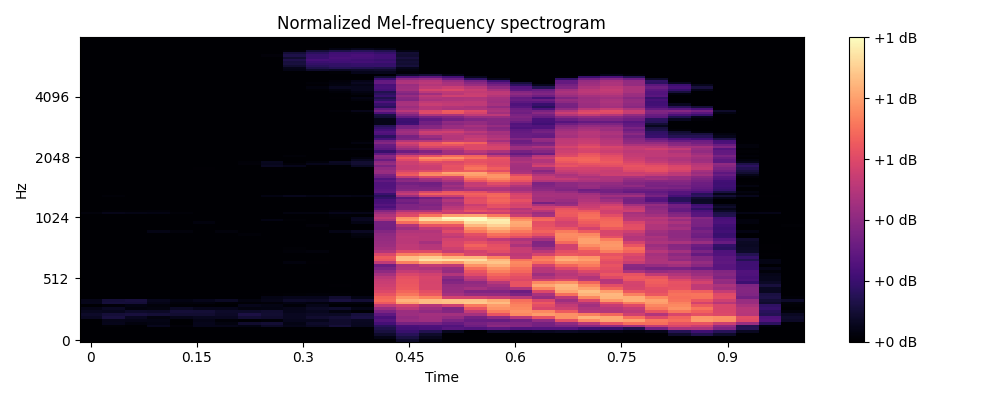 Normalized Mel-frequency spectrogram
Hz
4096
2048
1024
512
0
0 0.15 0.3 0.45 0.6 0.75 0.9
Time
+1 dB
+1 dB
+1 dB
+0 dB
+0 dB
+0 dB